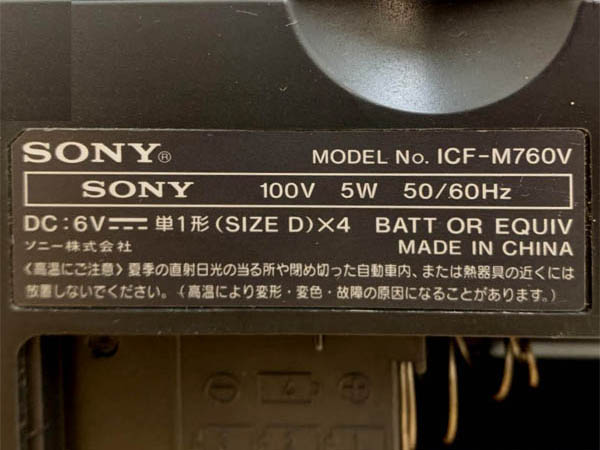 SONY® MODEL No. ICF-M760V
SONY 100V 5W 50/60Hz
DC:6V⎓単1形(SIZE D)×4 BATT OR EQUIV
ソニー株式会社 MADE IN CHINA
〈高温にご注意〉夏季の直射日光の当る所や閉め切った自動車内、または熱器具の近くには
放置しないでください。(高温により変形・変色・故障の原因になることがあります。)